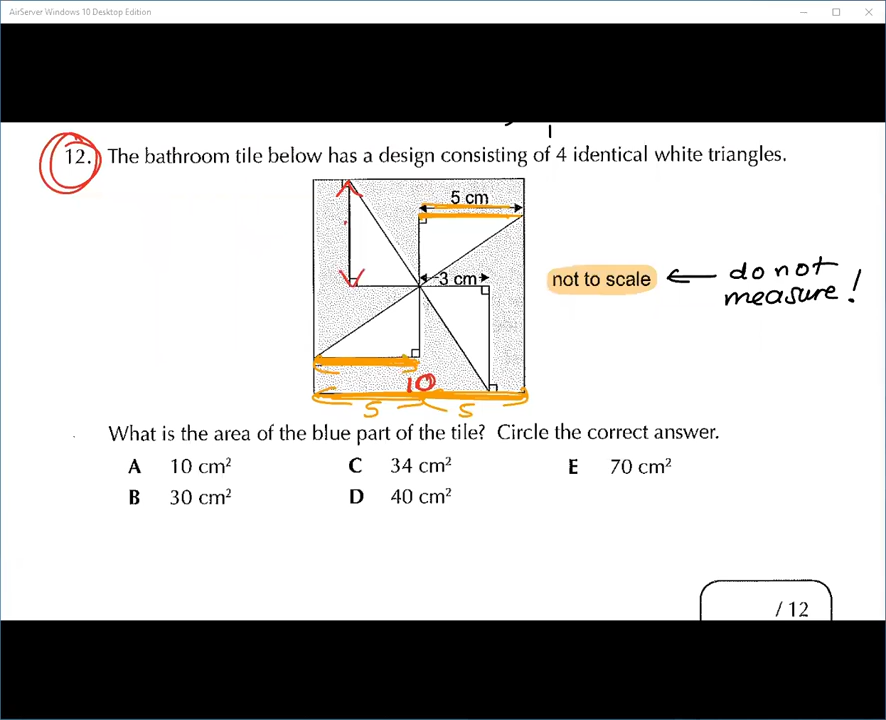 AirServer Windows 10 Desktop Edition
12. The bathroom tile below has a design consisting of 4 identical white triangles.
5 cm
3 cm
not to scale
do not
measure!
10
5 5
What is the area of the blue part of the tile? Circle the correct answer.
A 10 cm² C 34 cm² E 70 cm²
B 30 cm² D 40 cm²
/ 12